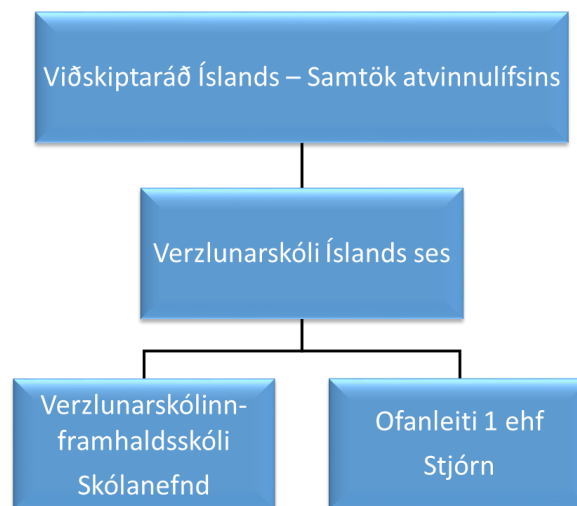 Viðskiptaráð Íslands – Samtök atvinnulífsins
Verzlunarskóli Íslands ses
Verzlunarskólinn-
framhaldsskóli
Skólanefnd
Ofanleiti 1 ehf
Stjórn